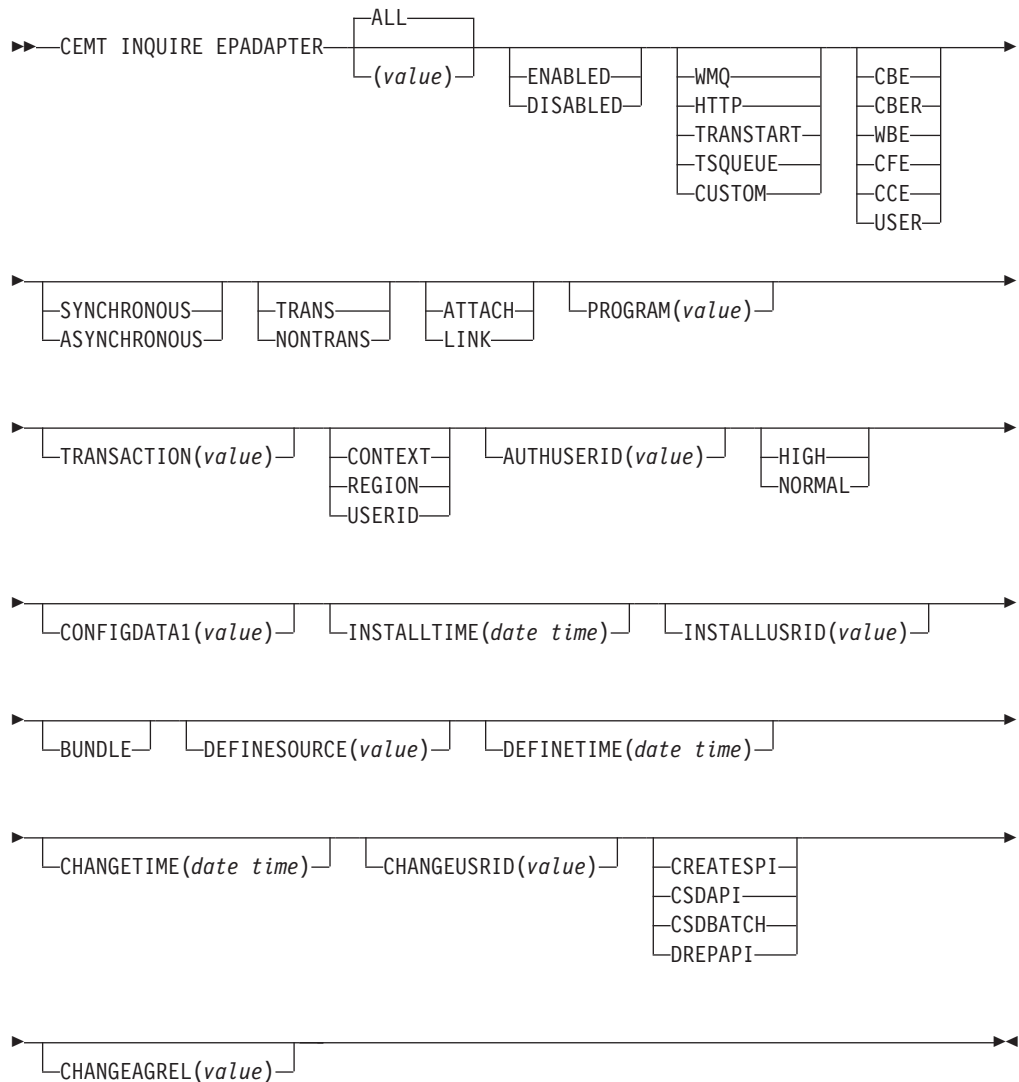 ALL
CEMT INQUIRE EPADAPTER
(value)
ENABLED
DISABLED
WMQ
HTTP
TRANSTART
TSQUEUE
CUSTOM
CBE
CBER
WBE
CFE
CCE
USER
SYNCHRONOUS
ASYNCHRONOUS
TRANS
NONTRANS
ATTACH
LINK
PROGRAM(value)
TRANSACTION(value)
CONTEXT
REGION
USERID
AUTHUSERID(value)
HIGH
NORMAL
CONFIGDATA1(value)
INSTALLTIME(date time)
INSTALLUSRID(value)
BUNDLE
DEFINESOURCE(value)
DEFINETIME(date time)
CHANGETIME(date time)
CHANGEUSRID(value)
CREATESPI
CSDAPI
CSDBATCH
DREPAPI
CHANGEAGREL(value)